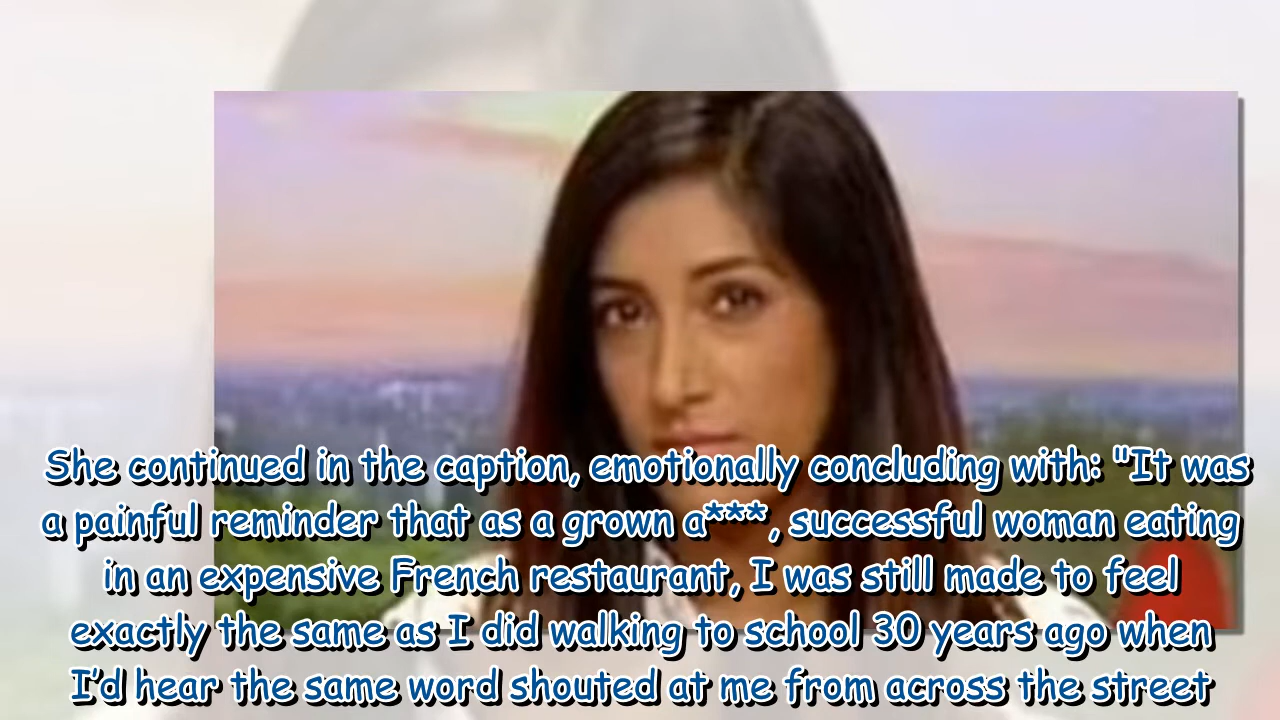 She continued in the caption, emotionally concluding with: "It was
a painful reminder that as a grown a***, successful woman eating
in an expensive French restaurant, I was still made to feel
exactly the same as I did walking to school 30 years ago when
I’d hear the same word shouted at me from across the street